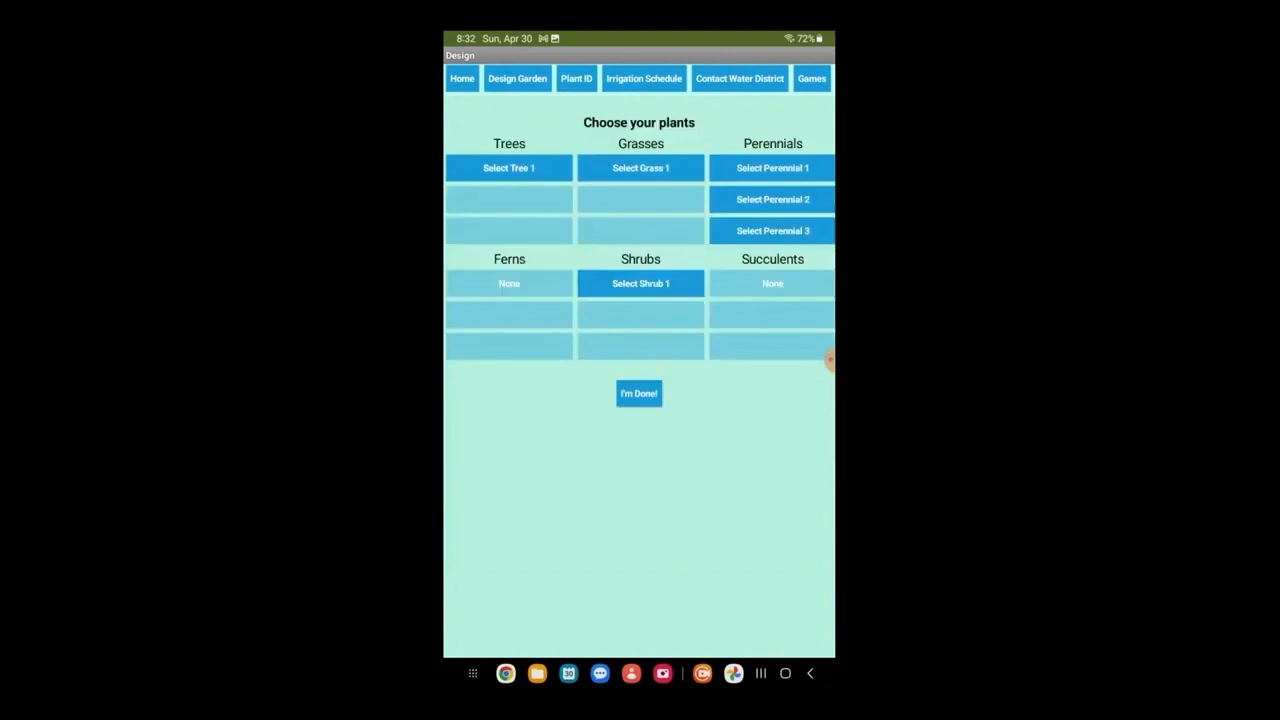 8:32 Sun, Apr 30 72%
Design
Home Design Garden Plant ID Irrigation Schedule Contact Water District Games
Choose your plants
Trees Grasses Perennials
Select Tree 1 Select Grass 1 Select Perennial 1
Select Perennial 2
Select Perennial 3
Ferns Shrubs Succulents
None Select Shrub 1 None
I'm Done!
30